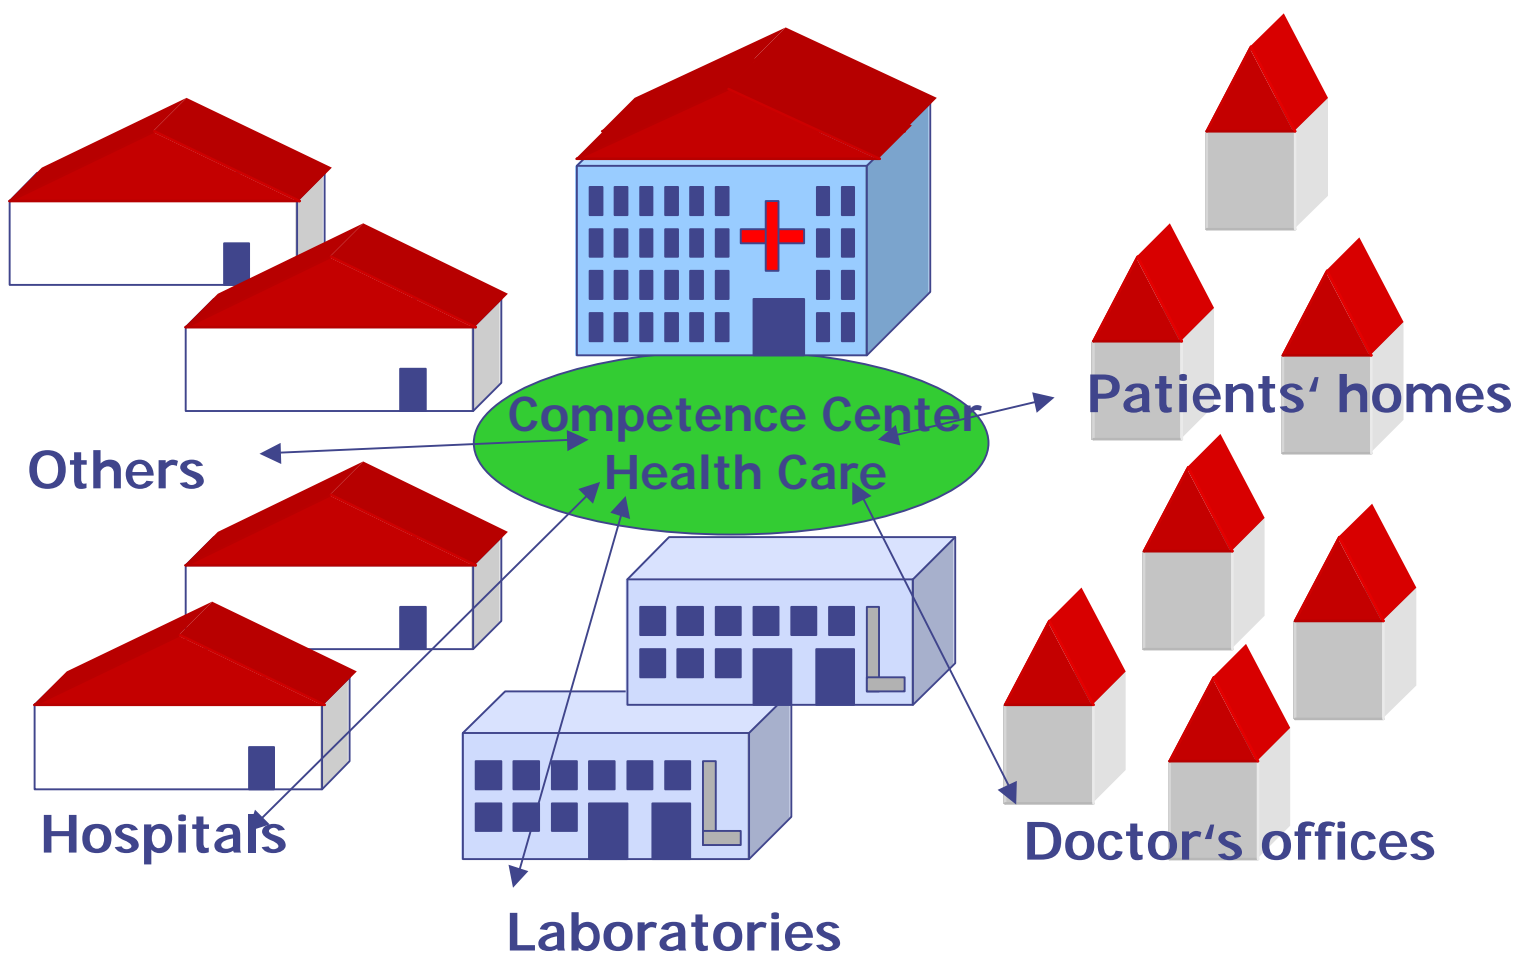 Competence Center
Health Care
Patients‘ homes
Others
Hospitals
Doctor‘s offices
Laboratories